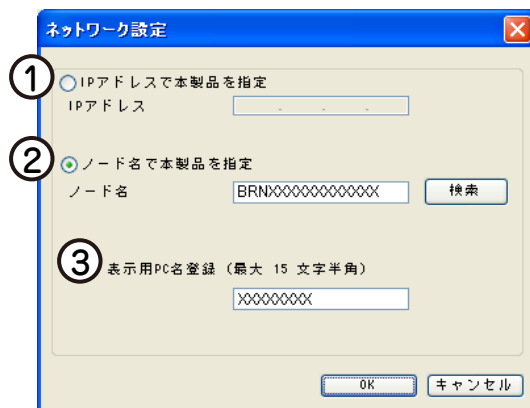 ネットワーク設定
① IPアドレスで本製品を指定
IPアドレス . . .
② ノード名で本製品を指定
ノード名 BRNXXXXXXXXXXXX 検索
③ 表示用PC名登録 (最大 15 文字半角)
XXXXXXXX
OK キャンセル